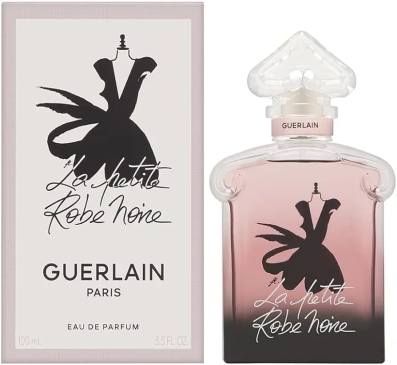 La petite
Robe Noire
GUERLAIN
PARIS
EAU DE PARFUM
100 mL 3.3 FL. OZ.
GUERLAIN
La petite
Robe Noire